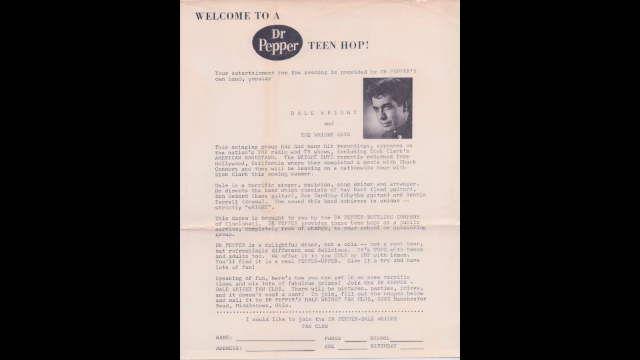 WELCOME TO A
Dr Pepper
TEEN HOP!
Your entertainment for the evening is provided by DR PEPPER'S
own band, popular
DALE WRIGHT
and
THE WRIGHT GUYS
This swinging group has had many hit recordings, appeared on
the nation's TOP radio and TV shows, including Dick Clark's
AMERICAN BANDSTAND. The WRIGHT GUYS recently returned from
Hollywood, California where they completed a movie with Chuck
Connors and they will be leaving on a nationwide tour with
Dick Clark this coming summer.
Dale is a terrific singer, musician, song writer and arranger.
He directs the band which consists of
(lead guitar),
Dan (bass guitar), Ron (rhythm guitar) and Dennis
Terrell (drums). The sound this band achieves is unique --
strictly "WRIGHT".
This dance is brought to you by the DR PEPPER BOTTLING COMPANY
of Cincinnati. DR PEPPER provides these teen hops as a public
service, completely free of charge, to your school or sponsoring
group.
DR PEPPER is a delightful drink, not a cola -- not a root beer,
but refreshingly different and delicious. It's TOPS with teens
and adults too. We offer it to you COLD or HOT with lemon.
You'll find it is a real PEPPER-UPPER. Give it a try and have
lots of fun!
Speaking of fun, here's how you can get in on some terrific
times and win lots of fabulous prizes! Join the DR PEPPER -
DALE WRIGHT FAN CLUB. There will be pictures, parties, prizes,
and it doesn't cost a cent! To join, fill out the coupon below
and mail it to DR PEPPER'S DALE WRIGHT FAN CLUB, Manchester
Road, Middletown, Ohio.
I would like to join the DR PEPPER-DALE WRIGHT
FAN CLUB
NAME: PHONE SCHOOL
ADDRESS: AGE BIRTHDAY